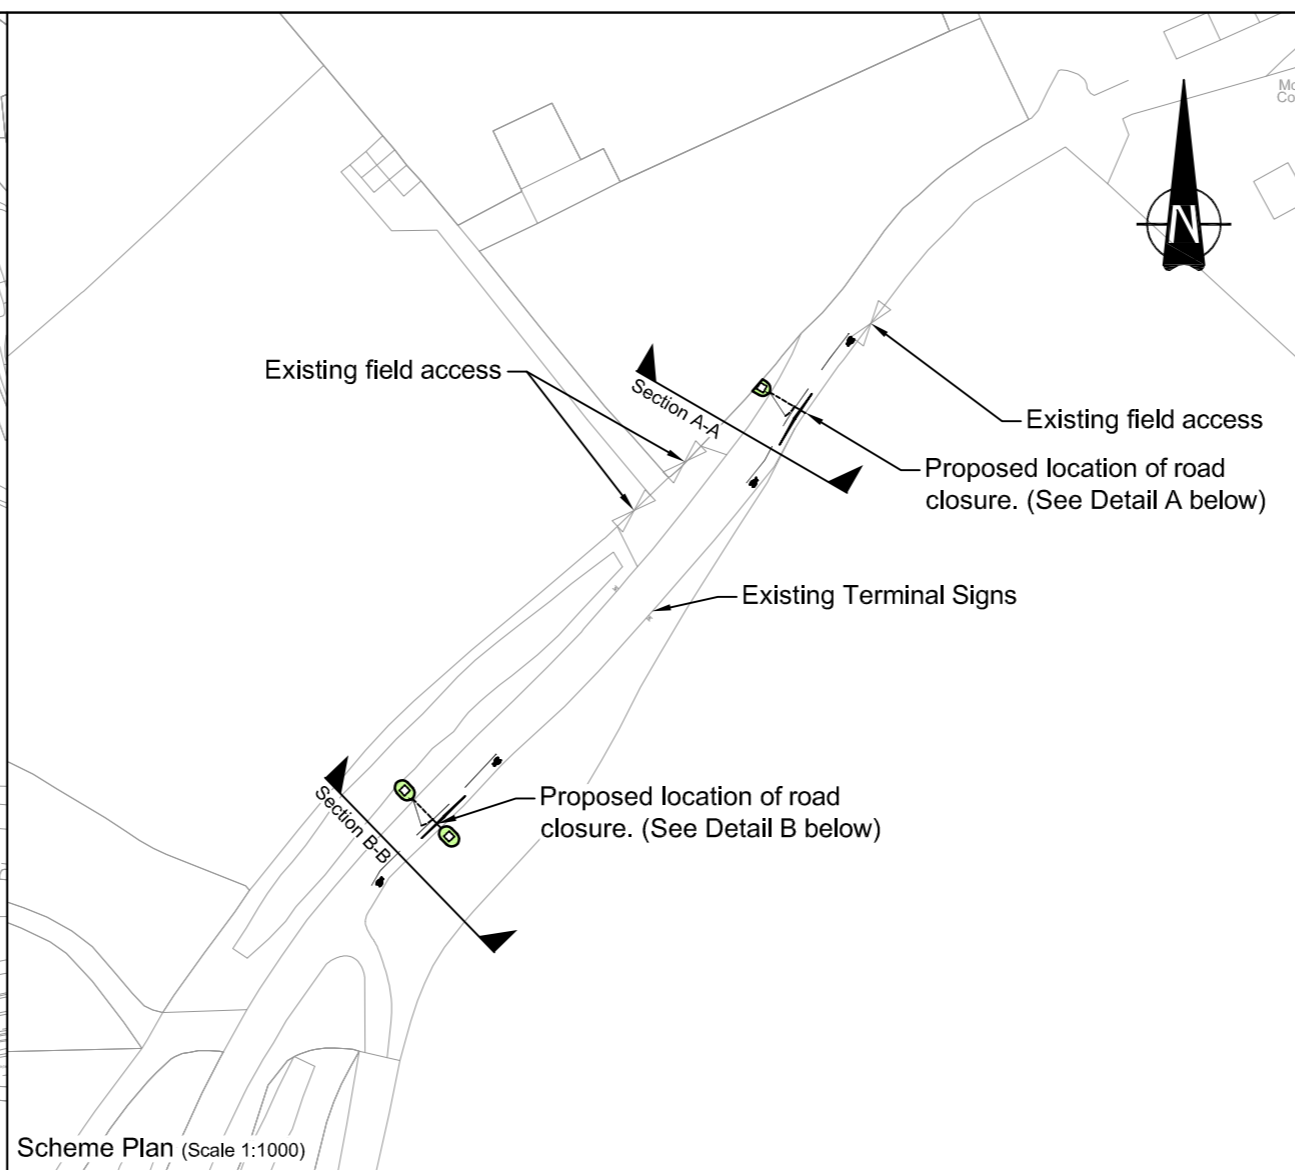 N
Existing field access
Section A-A
Existing field access
Proposed location of road
closure. (See Detail A below)
Existing Terminal Signs
Section B-B
Proposed location of road
closure. (See Detail B below)
Scheme Plan (Scale 1:1000)